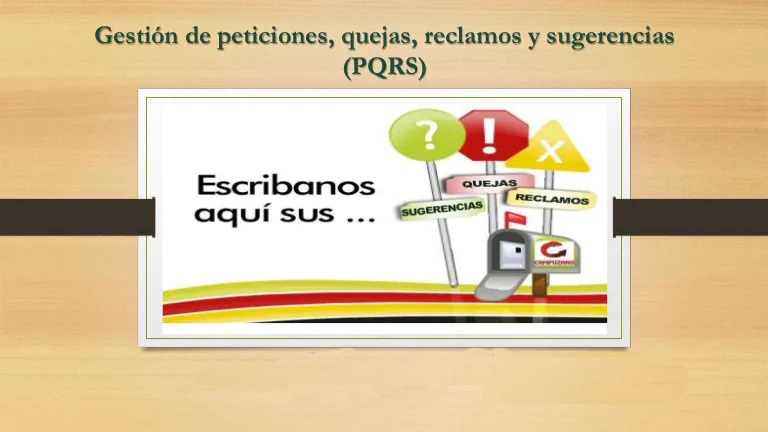 Gestión de peticiones, quejas, reclamos y sugerencias
(PQRS)
Escribanos
aquí sus ...
?
!
X
QUEJAS
SUGERENCIAS
RECLAMOS
CAMPUZANO